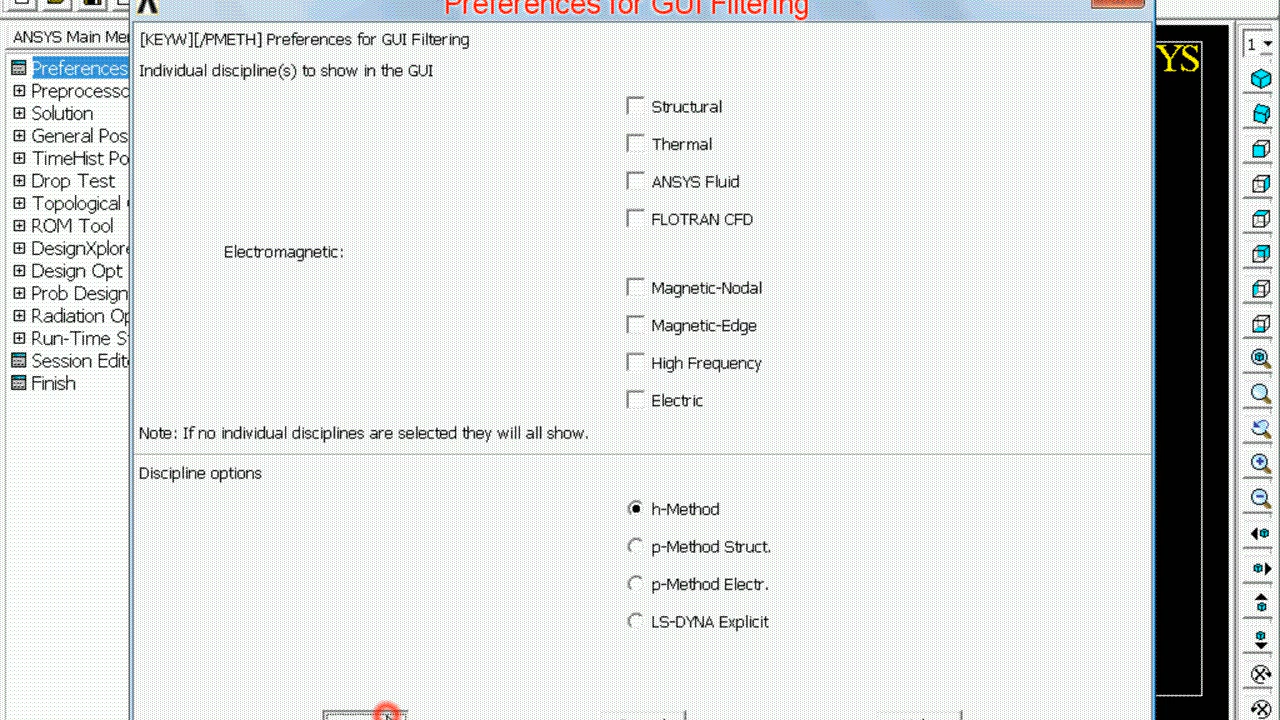 Preferences for GUI Filtering
ANSYS Main Me
[KEYW][/PMETH] Preferences for GUI Filtering
Individual discipline(s) to show in the GUI
Preferences
Preprocesso
Solution
General Pos
TimeHist Po
Drop Test
Topological
ROM Tool
DesignXplore
Design Opt
Prob Design
Radiation Op
Run-Time S
Session Edit
Finish
Structural
Thermal
ANSYS Fluid
FLOTRAN CFD
Electromagnetic:
Magnetic-Nodal
Magnetic-Edge
High Frequency
Electric
Note: If no individual disciplines are selected they will all show.
Discipline options
h-Method
p-Method Struct.
p-Method Electr.
LS-DYNA Explicit
YS
1